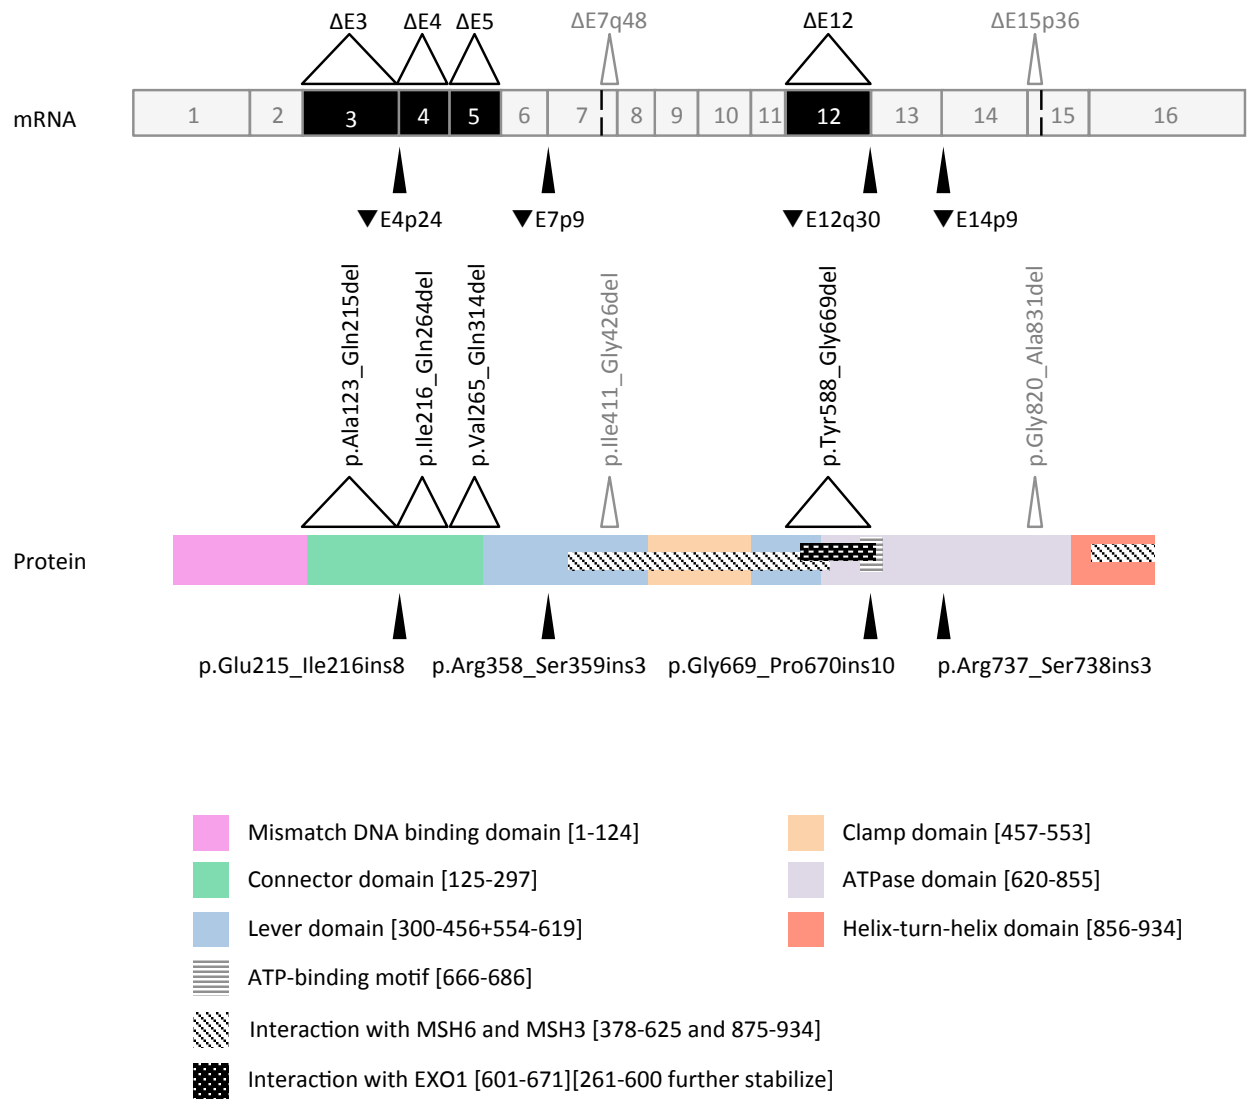 ΔE3 ΔE4 ΔE5 ΔE7q48 ΔE12 ΔE15p36
mRNA 1 2 3 4 5 6 7 8 9 10 11 12 13 14 15 16
▼E4p24 ▼E7p9 ▼E12q30 ▼E14p9
p.Ala123_Gln215del
p.Ile216_Gln264del
p.Val265_Gln314del
p.Ile411_Gly426del
p.Tyr588_Gly669del
p.Gly820_Ala831del
Protein
p.Glu215_Ile216ins8 p.Arg358_Ser359ins3 p.Gly669_Pro670ins10 p.Arg737_Ser738ins3
Mismatch DNA binding domain [1-124] Clamp domain [457-553]
Connector domain [125-297] ATPase domain [620-855]
Lever domain [300-456+554-619] Helix-turn-helix domain [856-934]
ATP-binding motif [666-686]
Interaction with MSH6 and MSH3 [378-625 and 875-934]
Interaction with EXO1 [601-671][261-600 further stabilize]